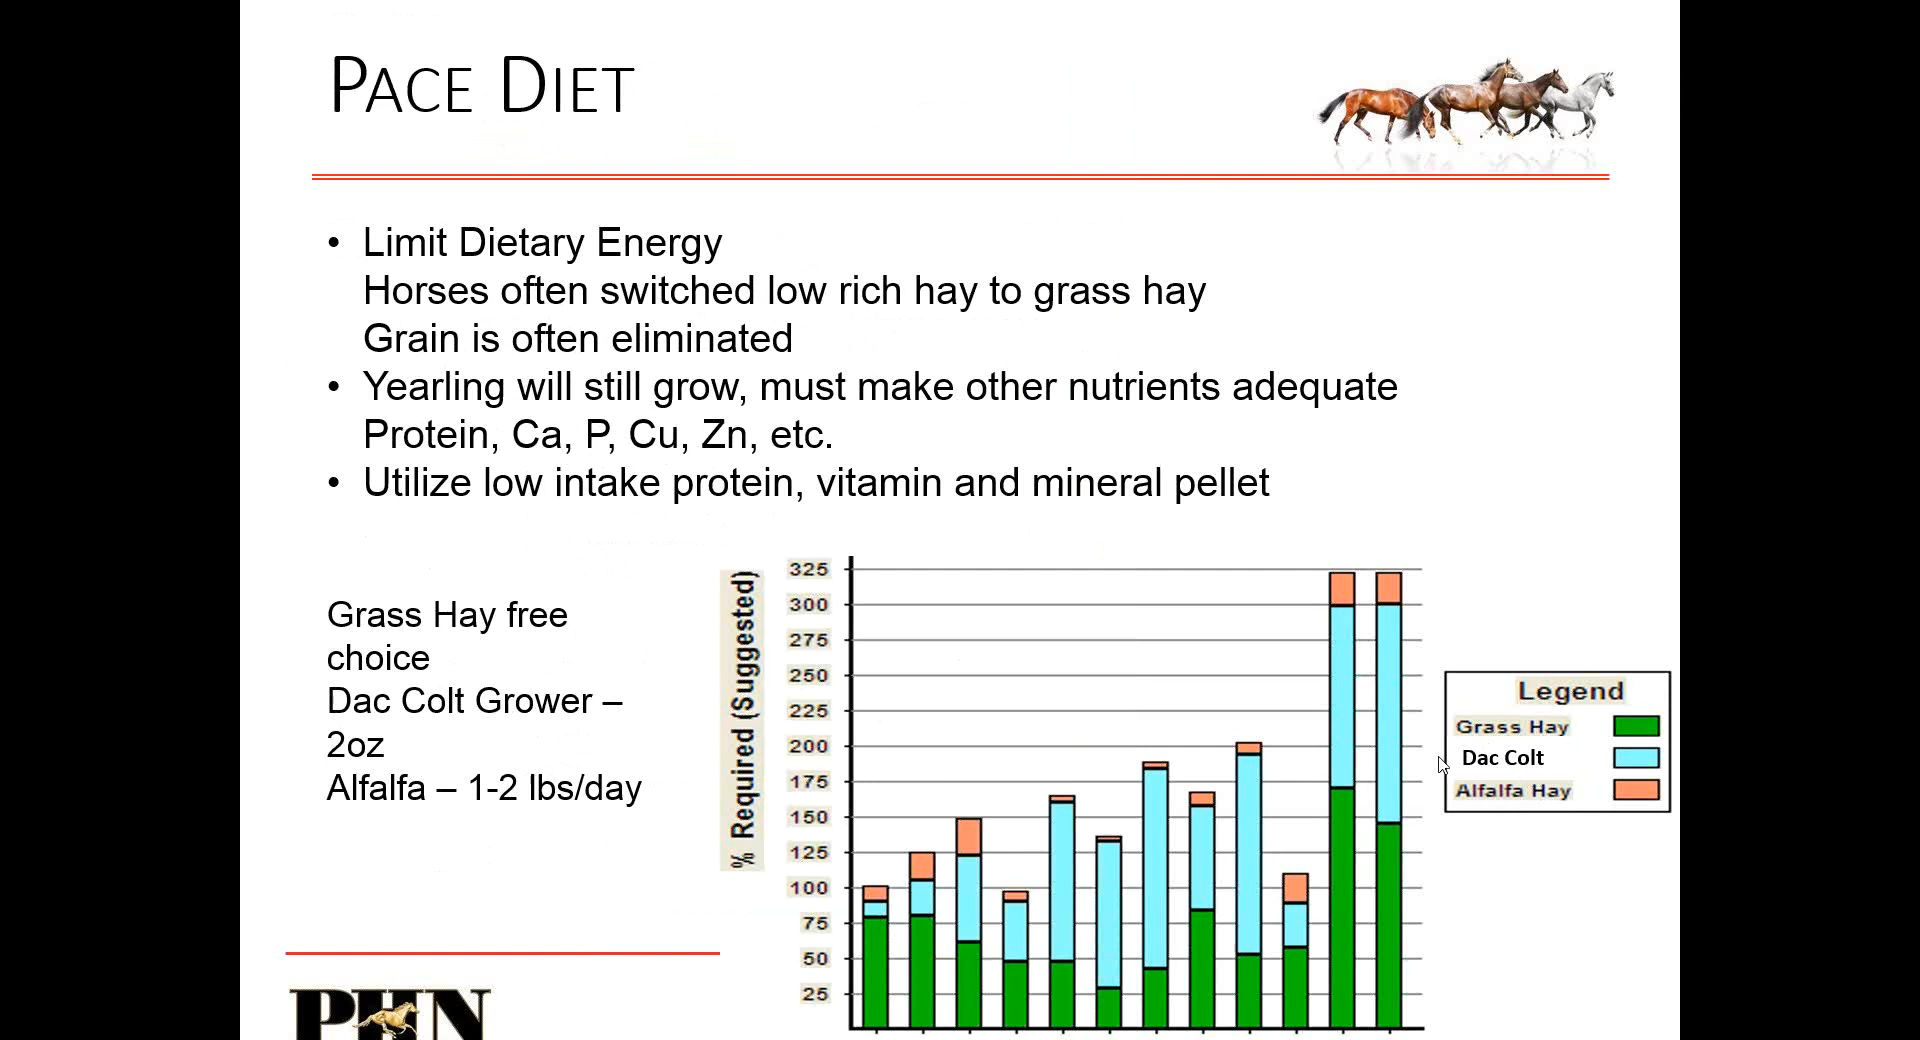 PACE DIET
• Limit Dietary Energy
Horses often switched low rich hay to grass hay
Grain is often eliminated
• Yearling will still grow, must make other nutrients adequate
Protein, Ca, P, Cu, Zn, etc.
• Utilize low intake protein, vitamin and mineral pellet
Grass Hay free
choice
Dac Colt Grower –
2oz
Alfalfa – 1-2 lbs/day
% Required (Suggested)
325
300
275
250
225
200
175
150
125
100
75
50
25
Legend
Grass Hay
Dac Colt
Alfalfa Hay
PHN